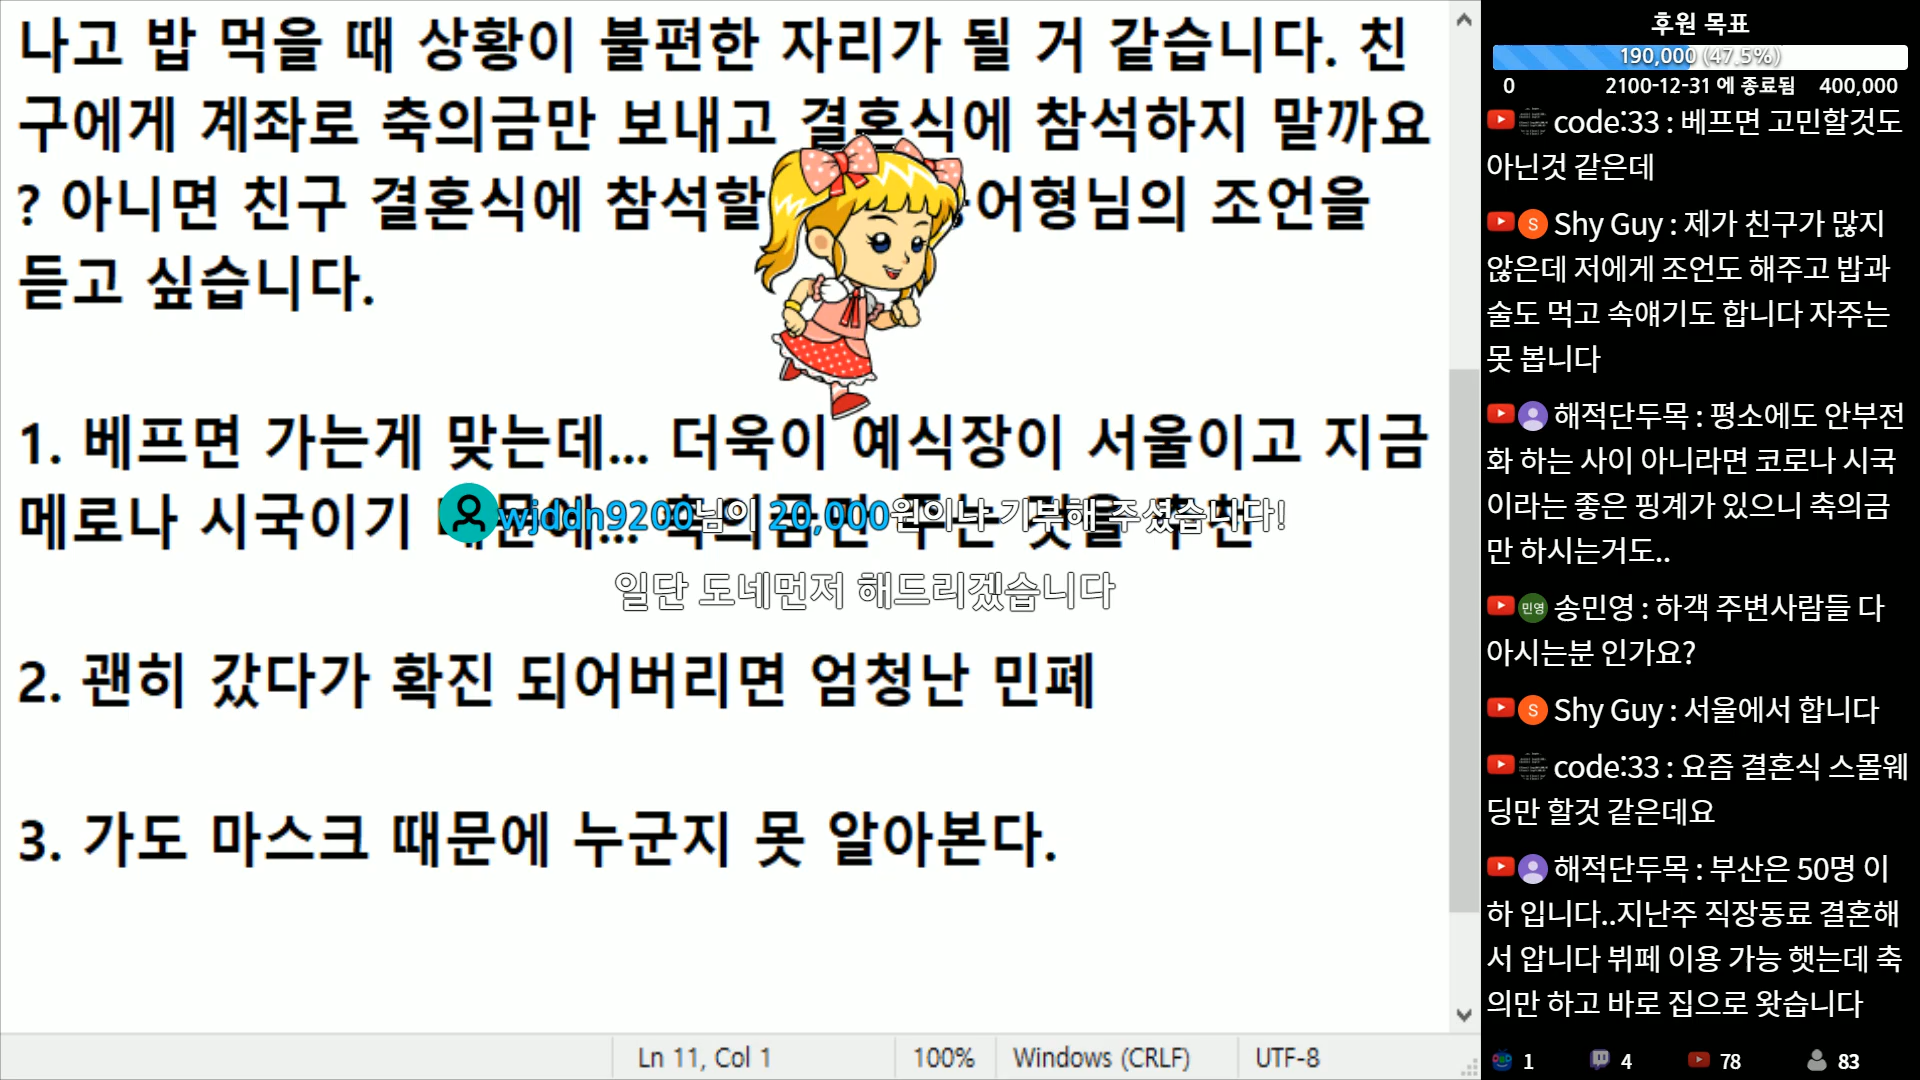 나고 밥 먹을 때 상황이 불편한 자리가 될 거 같습니다. 친
구에게 계좌로 축의금만 보내고 결혼식에 참석하지 말까요
? 아니면 친구 결혼식에 참석할 어형님의 조언을
듣고 싶습니다.
1. 베프면 가는게 맞는데... 더욱이 예식장이 서울이고 지금
메로나 시국이기 때문에... 축의금만 주는 것을 추천
wjddn9200님이 20,000원이나 기부해 주셨습니다!
일단 도네먼저 해드리겠습니다
2. 괜히 갔다가 확진 되어버리면 엄청난 민폐
3. 가도 마스크 때문에 누군지 못 알아본다.
Ln 11, Col 1
100%
Windows (CRLF)
UTF-8
후원 목표
190,000 (47.5%)
0 2100-12-31 에 종료됨 400,000
code:33 : 베프면 고민할것도
아닌것 같은데
S Shy Guy : 제가 친구가 많지
않은데 저에게 조언도 해주고 밥과
술도 먹고 속얘기도 합니다 자주는
못 봅니다
해적단두목 : 평소에도 안부전
화 하는 사이 아니라면 코로나 시국
이라는 좋은 핑계가 있으니 축의금
만 하시는거도..
민영 송민영 : 하객 주변사람들 다
아시는분 인가요?
S Shy Guy : 서울에서 합니다
code:33 : 요즘 결혼식 스몰웨
딩만 할것 같은데요
해적단두목 : 부산은 50명 이
하 입니다..지난주 직장동료 결혼해
서 압니다 뷔페 이용 가능 햇는데 축
의만 하고 바로 집으로 왓습니다
1 4 78 83